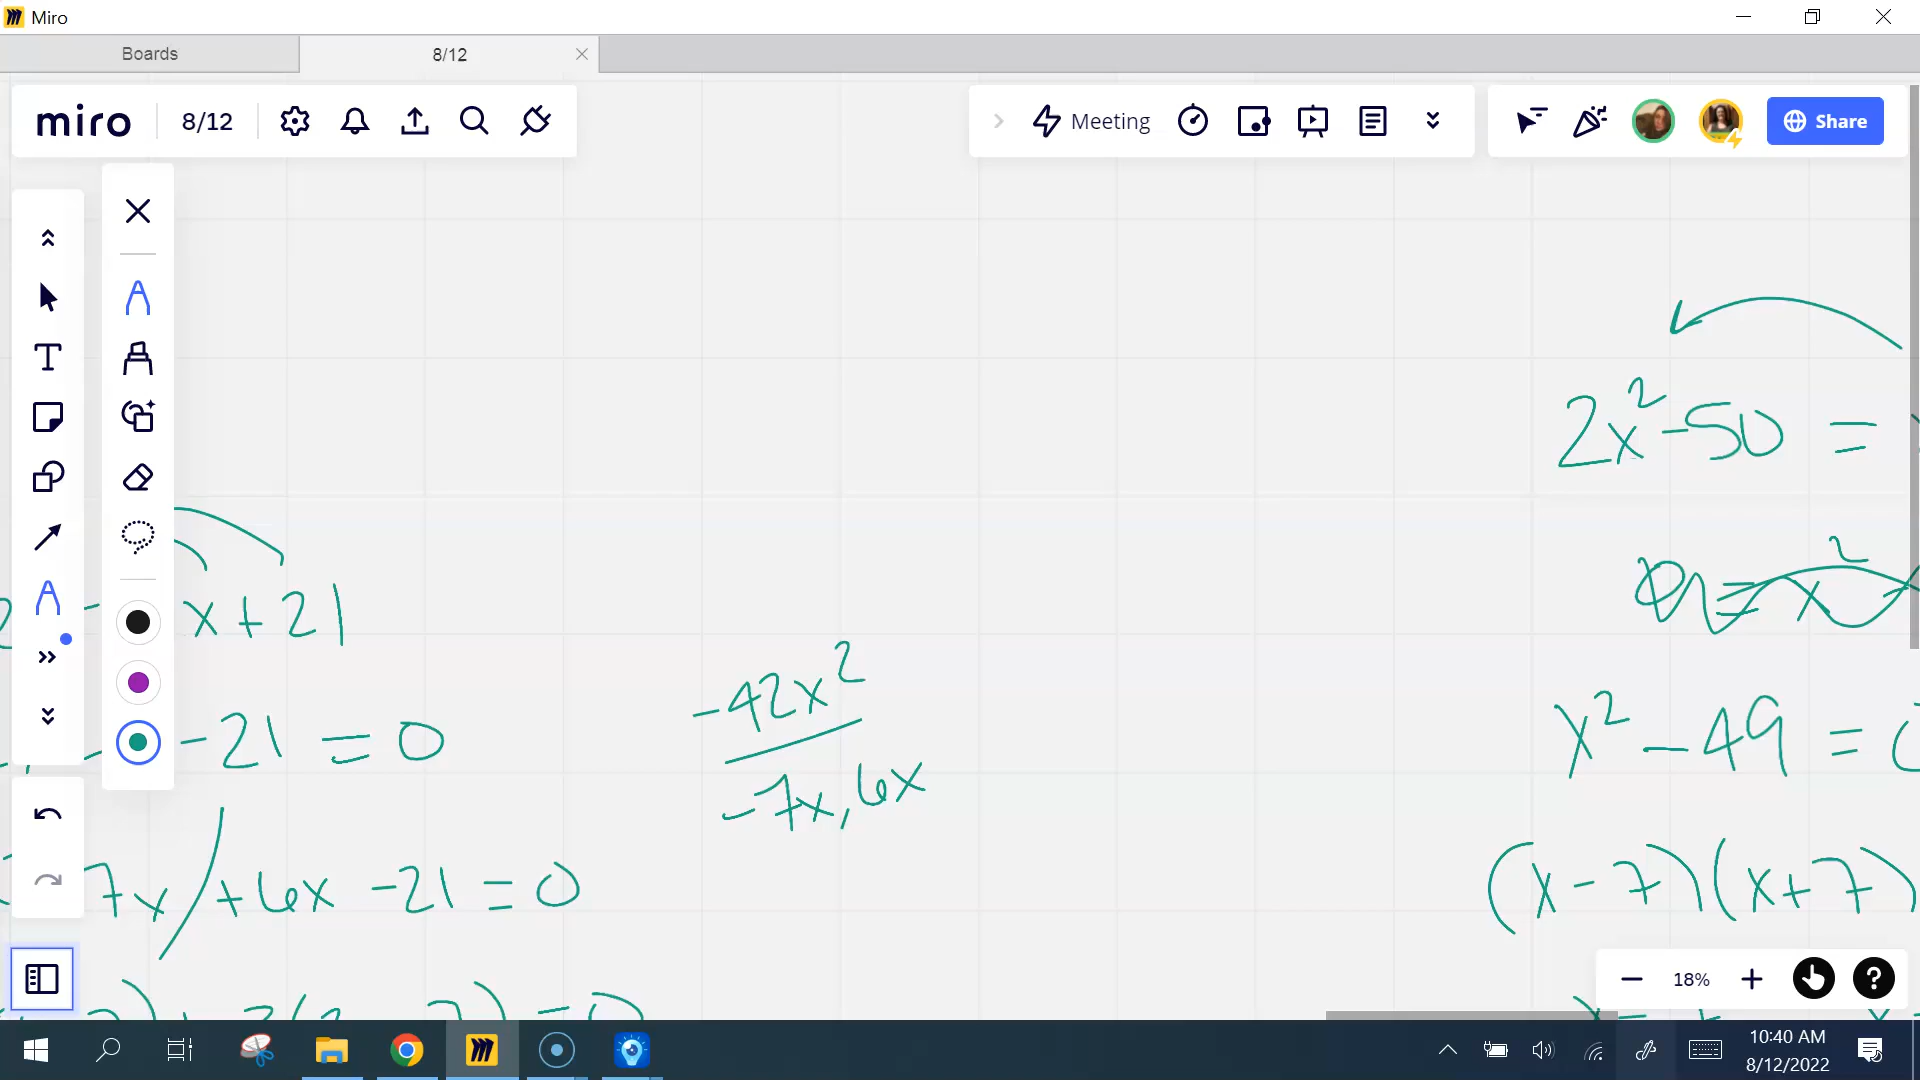 Miro
Boards
8/12
miro
8/12
Meeting
Share
x + 21
- 21 = 0
7x + 6x - 21 = 0
-42x²
-7x, 6x
2x² - 50 =
x² - 49 =
(x - 7)(x + 7)
18%
10:40 AM
8/12/2022